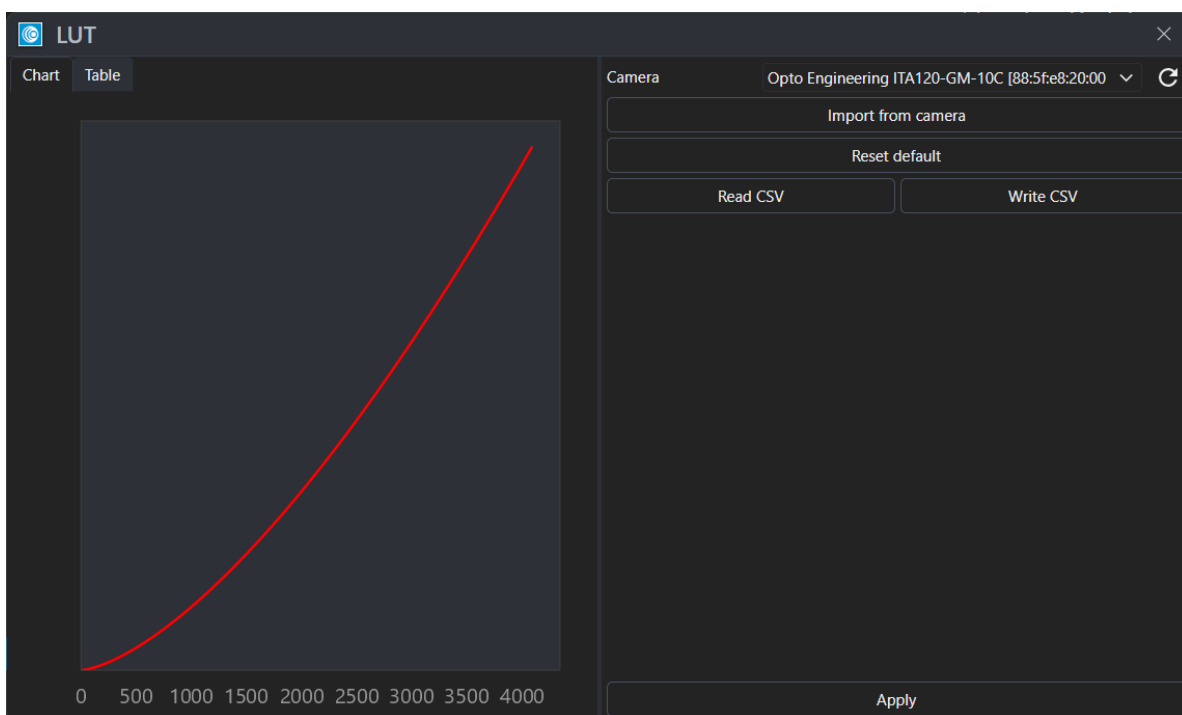 LUT
Chart Table
Camera Opto Engineering ITA120-GM-10C [88:5f:e8:20:00
Import from camera
Reset default
Read CSV Write CSV
0 500 1000 1500 2000 2500 3000 3500 4000
Apply